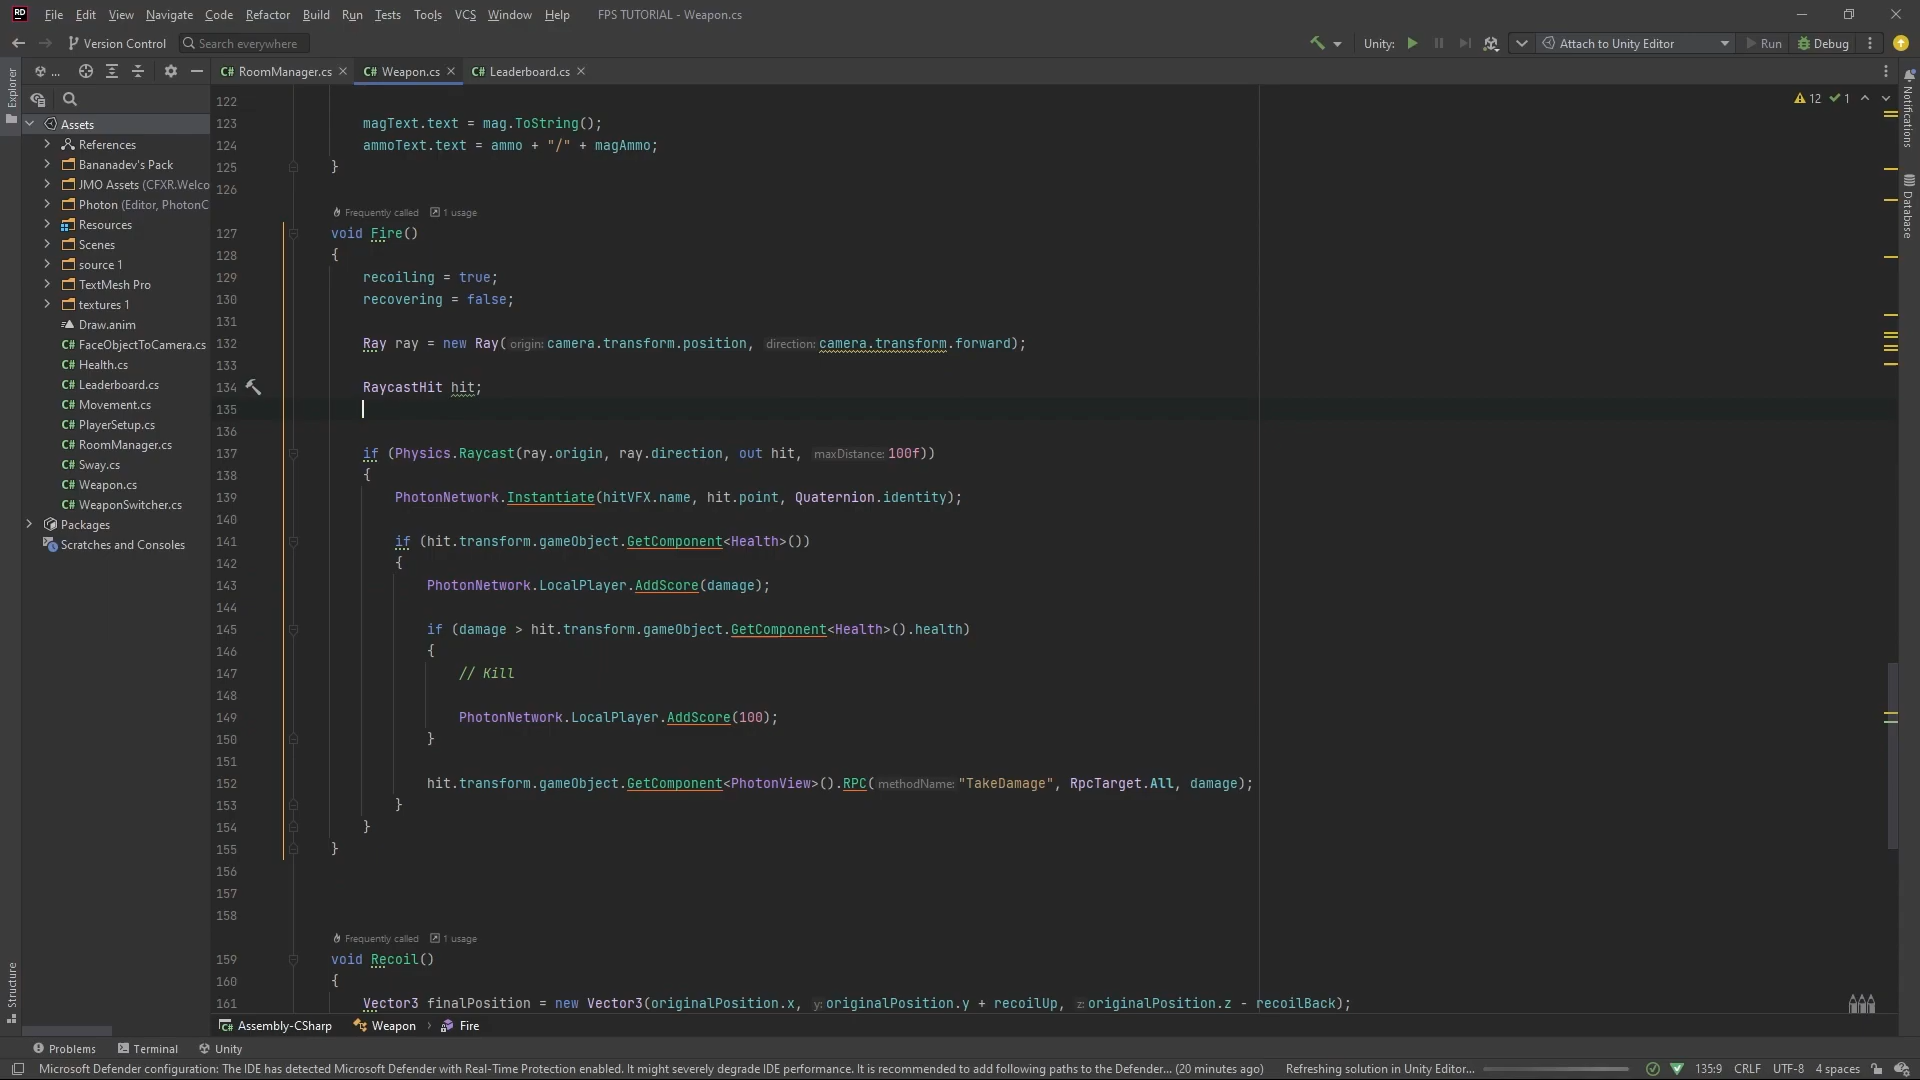 RD File Edit View Navigate Code Refactor Build Run Tests Tools VCS Window Help FPS TUTORIAL - Weapon.cs
Version Control Search everywhere Unity: Attach to Unity Editor Run Debug
... C# RoomManager.cs C# Weapon.cs C# Leaderboard.cs
Explorer
Assets
References
Bananadev's Pack
JMO Assets (CFXR.Welco
Photon (Editor, PhotonC
Resources
Scenes
source 1
TextMesh Pro
textures 1
Draw.anim
C# FaceObjectToCamera.cs
C# Health.cs
C# Leaderboard.cs
C# Movement.cs
C# PlayerSetup.cs
C# RoomManager.cs
C# Sway.cs
C# Weapon.cs
C# WeaponSwitcher.cs
Packages
Scratches and Consoles
Structure
12 1
122
123 magText.text = mag.ToString();
124 ammoText.text = ammo + "/" + magAmmo;
125 }
126
Frequently called 1 usage
127 void Fire()
128 {
129 recoiling = true;
130 recovering = false;
131
132 Ray ray = new Ray(origin: camera.transform.position, direction: camera.transform.forward);
133
134 RaycastHit hit;
135
136
137 if (Physics.Raycast(ray.origin, ray.direction, out hit, maxDistance: 100f))
138 {
139 PhotonNetwork.Instantiate(hitVFX.name, hit.point, Quaternion.identity);
140
141 if (hit.transform.gameObject.GetComponent<Health>())
142 {
143 PhotonNetwork.LocalPlayer.AddScore(damage);
144
145 if (damage > hit.transform.gameObject.GetComponent<Health>().health)
146 {
147 // Kill
148
149 PhotonNetwork.LocalPlayer.AddScore(100);
150 }
151
152 hit.transform.gameObject.GetComponent<PhotonView>().RPC(methodName: "TakeDamage", RpcTarget.All, damage);
153 }
154 }
155 }
156
157
158
Frequently called 1 usage
159 void Recoil()
160 {
161 Vector3 finalPosition = new Vector3(originalPosition.x, y: originalPosition.y + recoilUp, z: originalPosition.z - recoilBack);
Notifications
Database
Assembly-CSharp Weapon Fire
Problems Terminal Unity
Microsoft Defender configuration: The IDE has detected Microsoft Defender with Real-Time Protection enabled. It might severely degrade IDE performance. It is recommended to add following paths to the Defender... (20 minutes ago) Refreshing solution in Unity Editor... 135:9 CRLF UTF-8 4 spaces